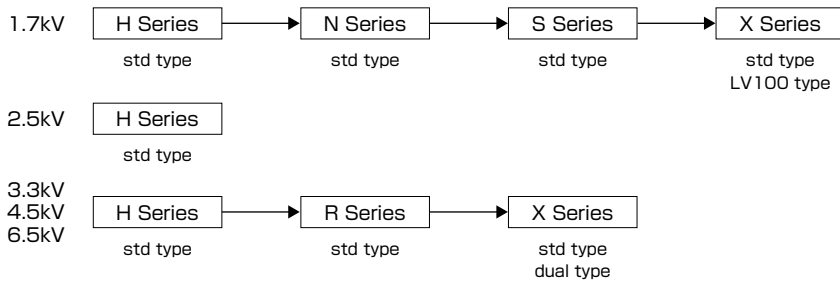 1.7kV H Series N Series S Series X Series
std type std type std type std type
LV100 type
2.5kV H Series
std type
3.3kV
4.5kV H Series R Series X Series
6.5kV
std type std type std type
dual type